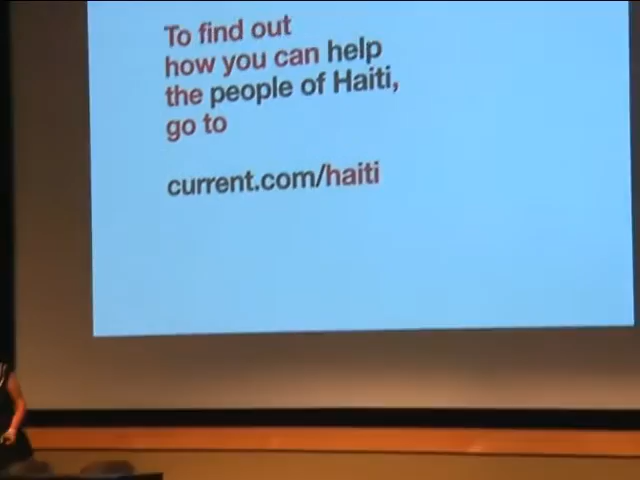 To find out
how you can help
the people of Haiti,
go to
current.com/haiti